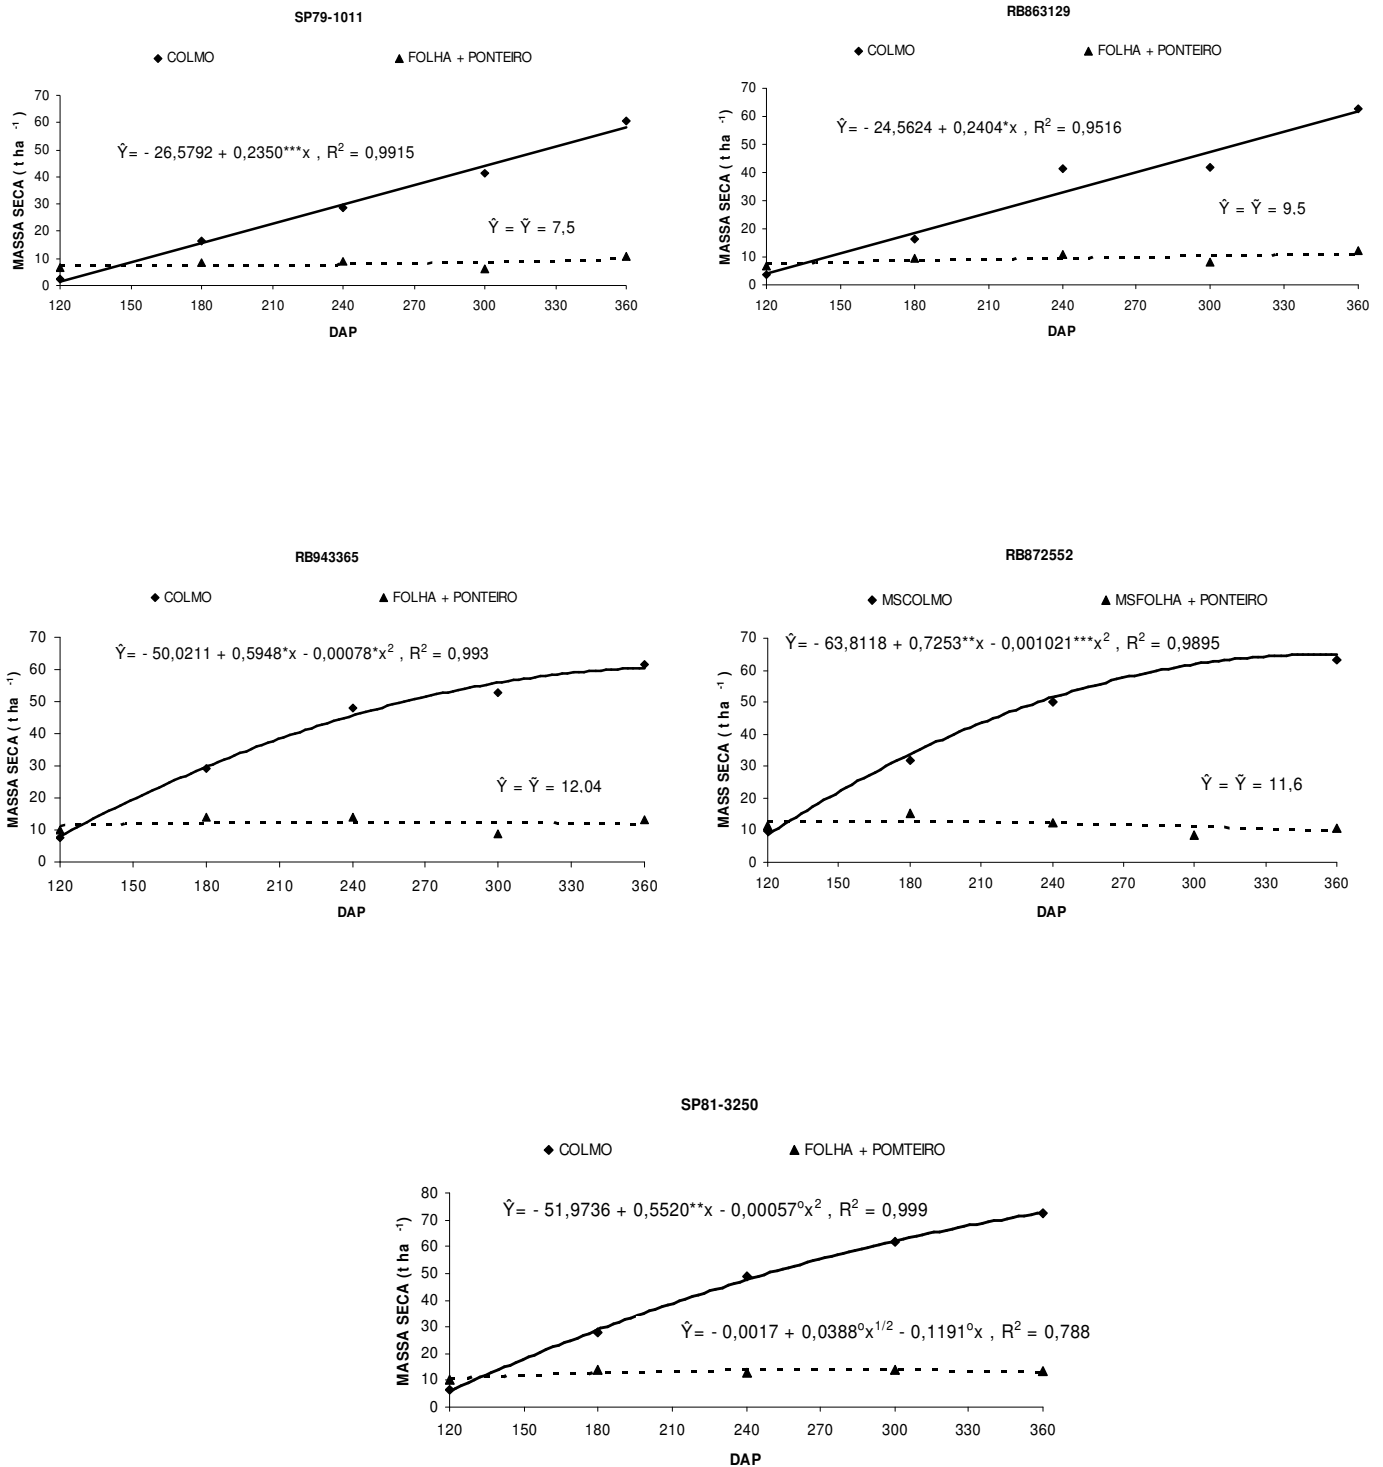 SP79-1011
COLMO FOLHA + PONTEIRO
MASSA SECA ( t ha ⁻¹ )
70
60
50
40
30
20
10
0
Ŷ= - 26,5792 + 0,2350***x , R² = 0,9915
Ŷ = Ỹ = 7,5
120 150 180 210 240 270 300 330 360
DAP
RB863129
COLMO FOLHA + PONTEIRO
MASSA SECA ( t ha ⁻¹ )
70
60
50
40
30
20
10
0
Ŷ= - 24,5624 + 0,2404*x , R² = 0,9516
Ŷ = Ỹ = 9.5
120 150 180 210 240 270 300 330 360
DAP
RB943365
COLMO FOLHA + PONTEIRO
MASSA SECA ( t ha ⁻¹)
70
60
50
40
30
20
10
0
Ŷ= - 50,0211 + 0,5948*x - 0,00078*x² , R² = 0,993
Ŷ = Ỹ = 12.04
120 150 180 210 240 270 300 330 360
DAP
RB872552
MSCOLMO MSFOLHA + PONTEIRO
MASS SECA ( t ha ⁻¹)
70
60
50
40
30
20
10
0
Ŷ= - 63,8118 + 0,7253**x - 0,001021***x² , R² = 0,9895
Ŷ = Ỹ = 11,6
120 150 180 210 240 270 300 330 360
DAP
SP81-3250
COLMO FOLHA + POMTEIRO
MASSA SECA (t ha ⁻¹)
80
70
60
50
40
30
20
10
0
Ŷ= - 51,9736 + 0,5520**x - 0,00057ºx² , R² = 0,999
Ŷ= - 0,0017 + 0,0388ºx¹ᐟ² - 0,1191ºx , R² = 0,788
120 150 180 210 240 270 300 330 360
DAP